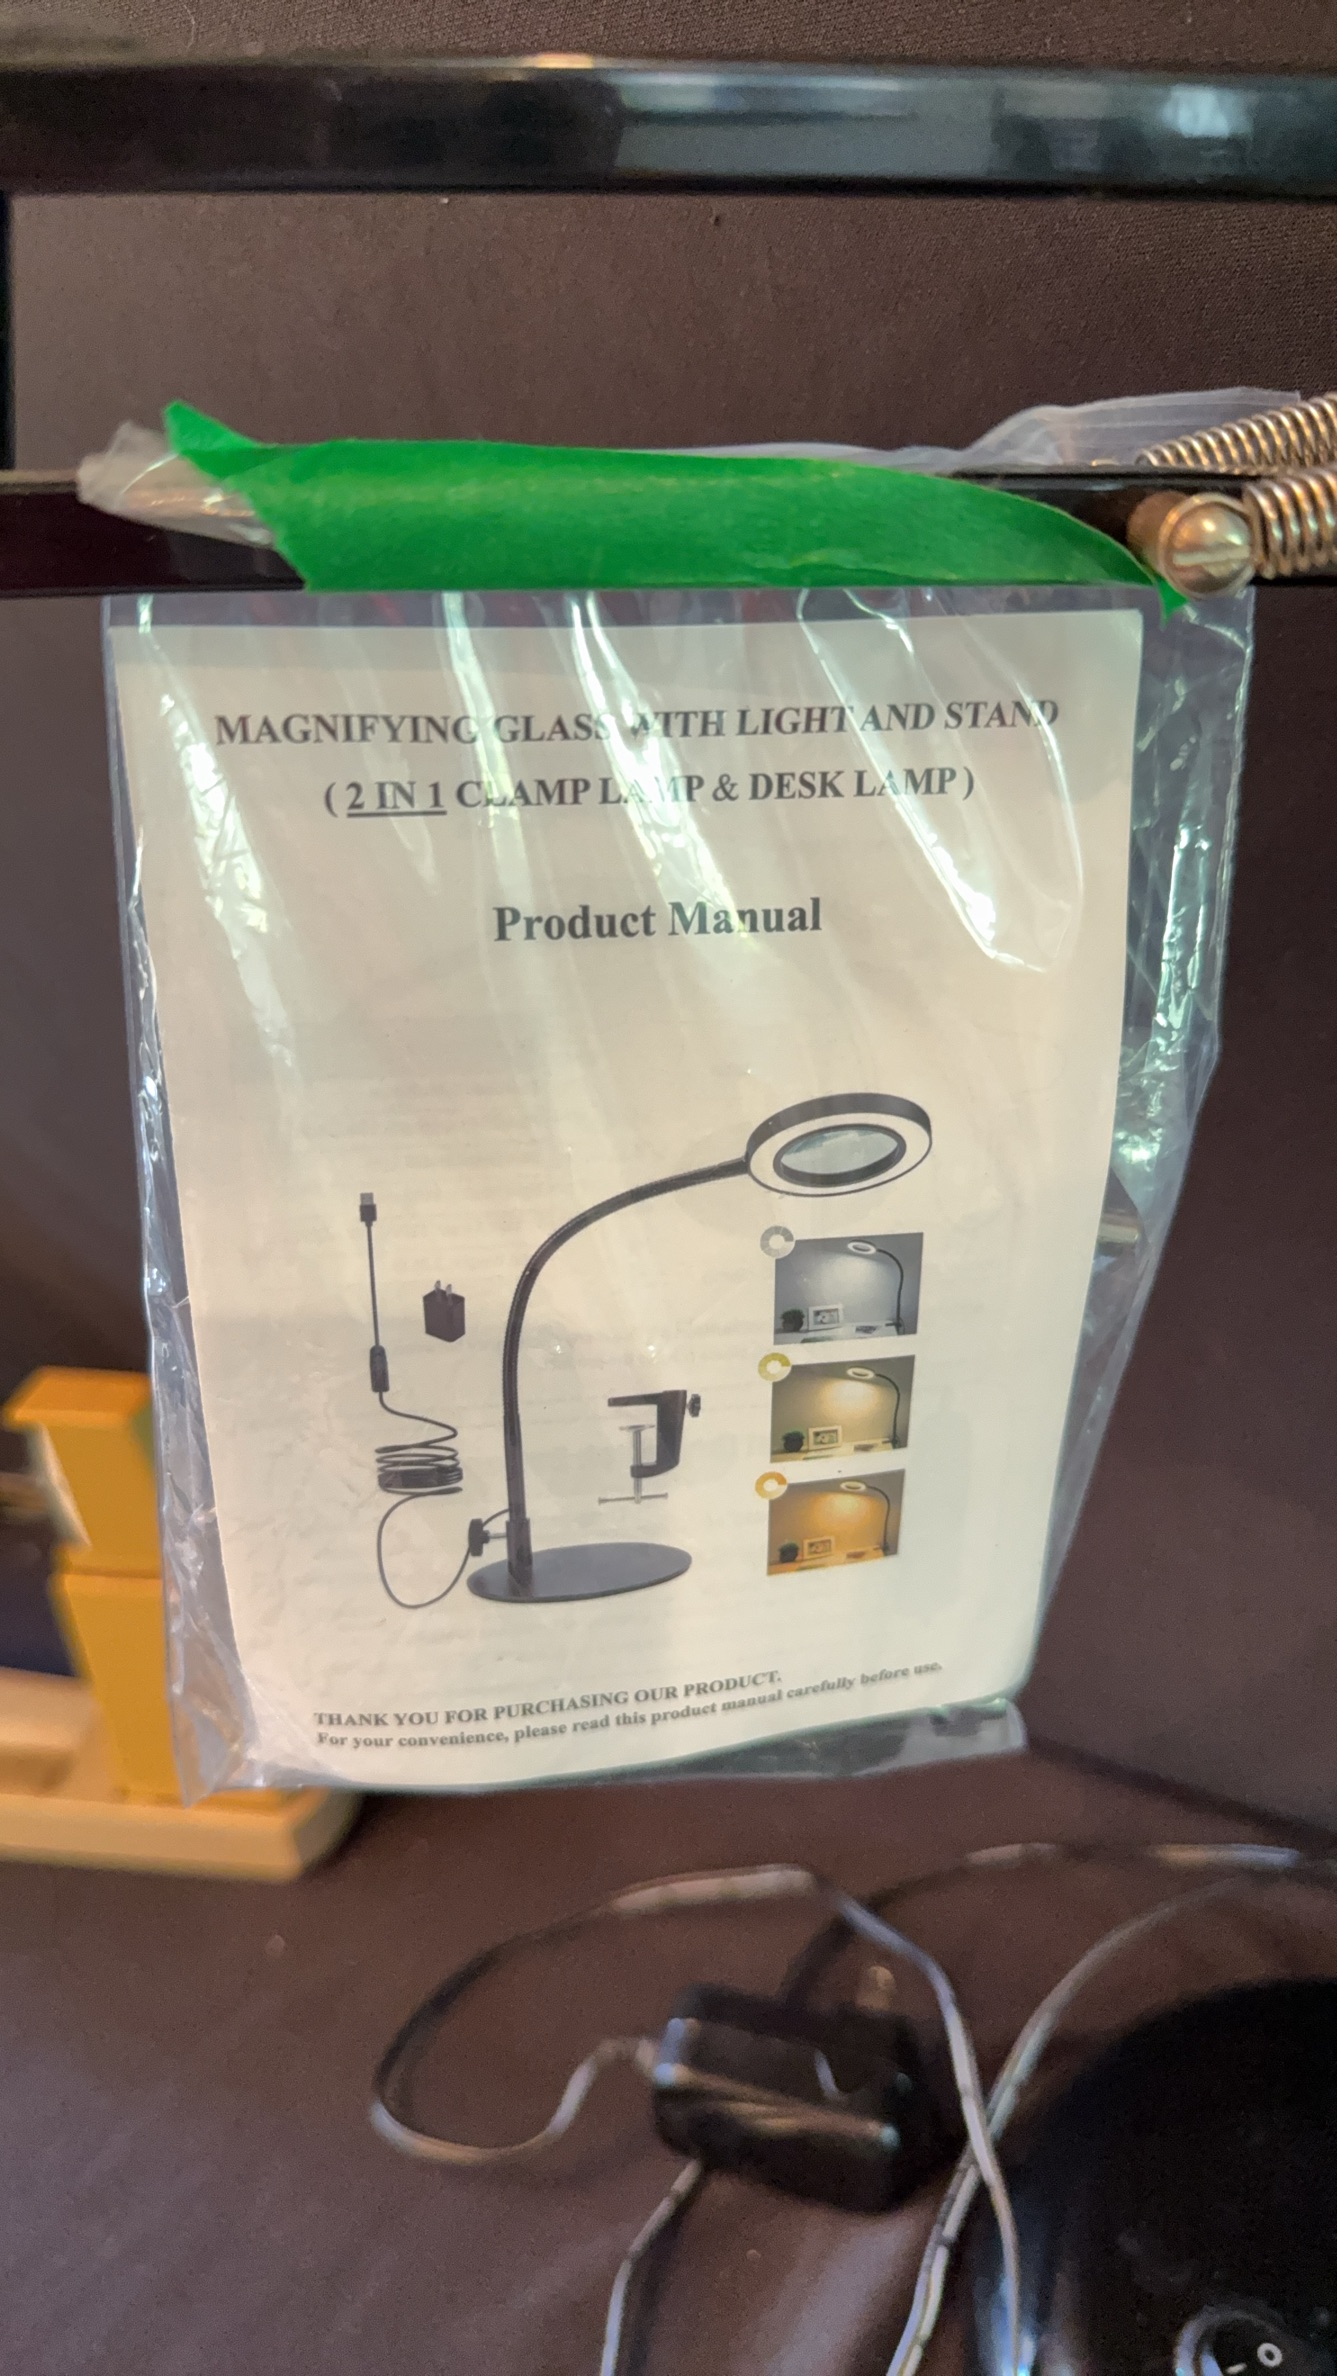 MAGNIFYING GLASS WITH LIGHT AND STAND
( 2 IN 1 CLAMP LAMP & DESK LAMP )
Product Manual
THANK YOU FOR PURCHASING OUR PRODUCT.
For your convenience, please read this product manual carefully before use.